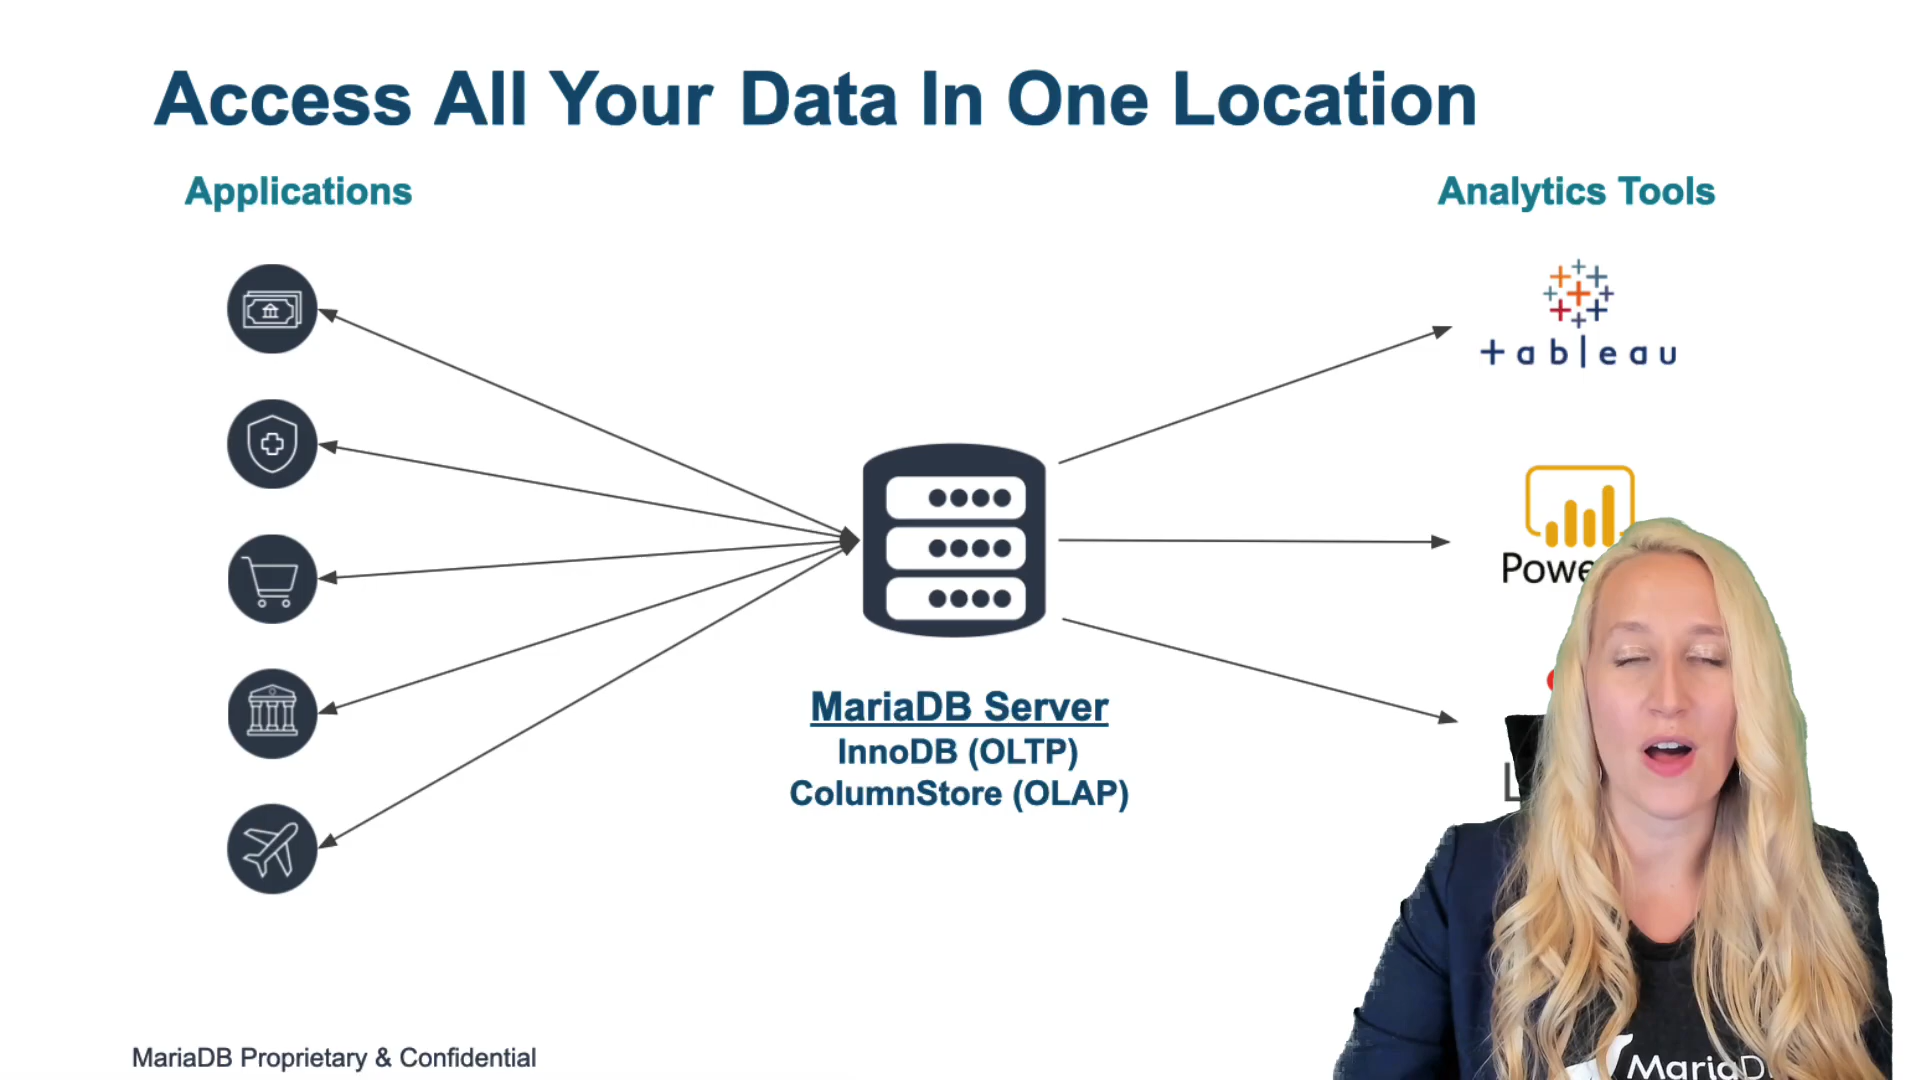 Access All Your Data In One Location
Applications
Analytics Tools
+ableau
MariaDB Server
InnoDB (OLTP)
ColumnStore (OLAP)
MariaDB Proprietary & Confidential